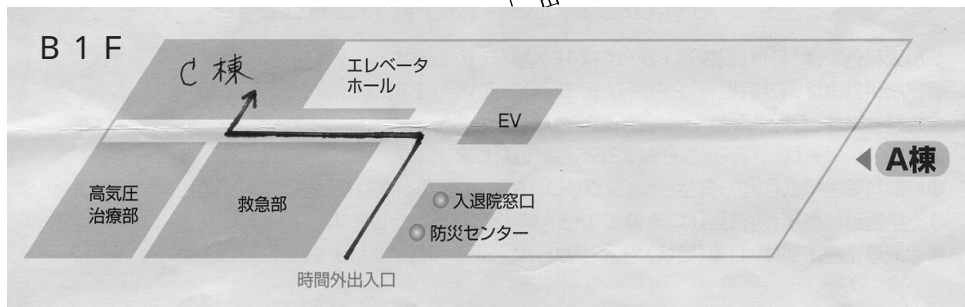 B1F
C棟
エレベータ
ホール
EV
A棟
高気圧
治療部
救急部
入退院窓口
防災センター
時間外出入口